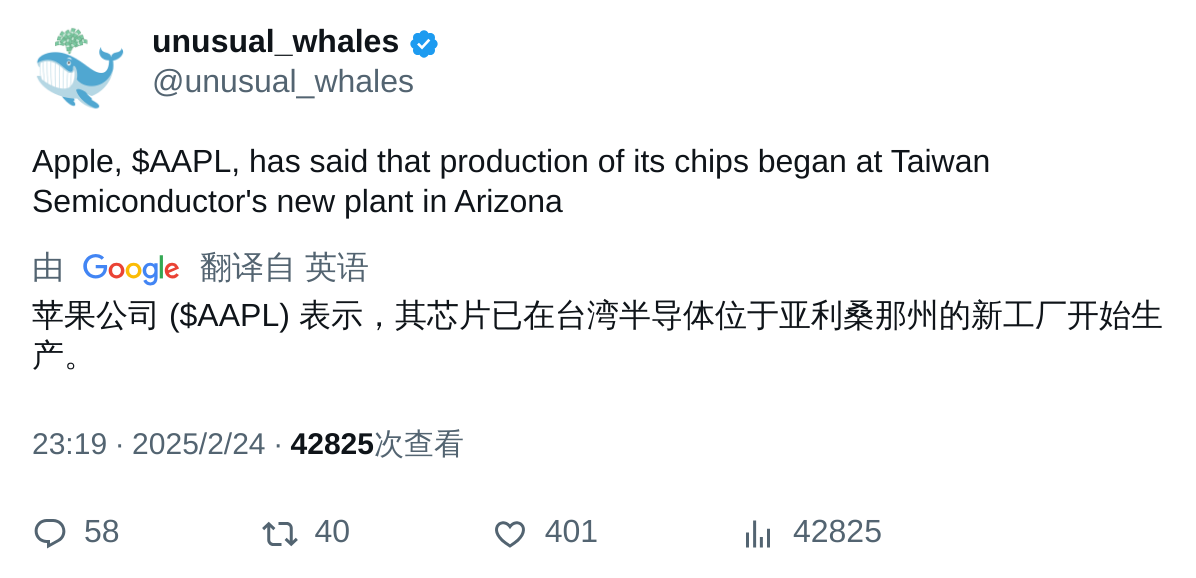 unusual_whales
@unusual_whales
Apple, $AAPL, has said that production of its chips began at Taiwan
Semiconductor's new plant in Arizona
由 Google 翻译自 英语
苹果公司 ($AAPL) 表示，其芯片已在台湾半导体位于亚利桑那州的新工厂开始生
产。
23:19 · 2025/2/24 · 42825次查看
58 40 401 42825